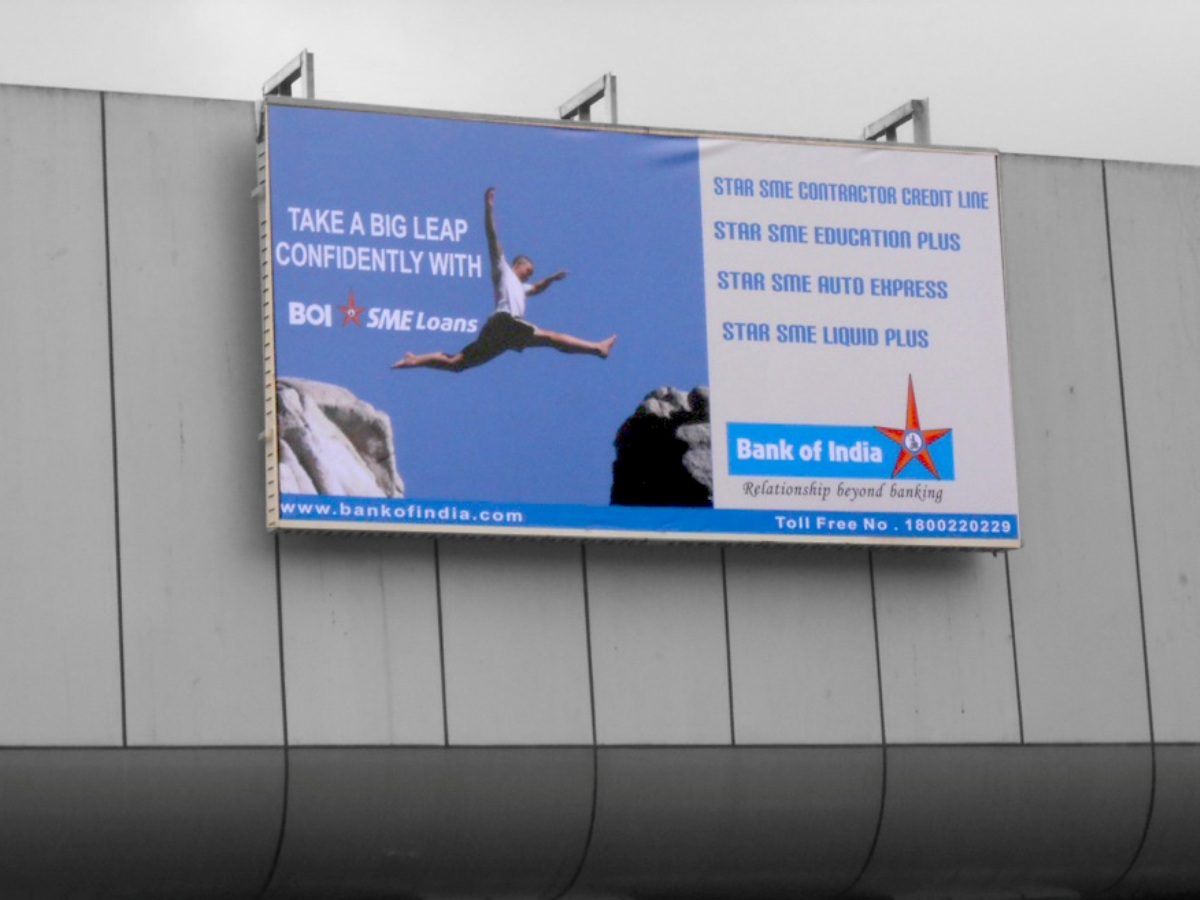 TAKE A BIG LEAP
CONFIDENTLY WITH
BOI SME Loans
STAR SME CONTRACTOR CREDIT LINE
STAR SME EDUCATION PLUS
STAR SME AUTO EXPRESS
STAR SME LIQUID PLUS
Bank of India
Relationship beyond banking
www.bankofindia.com
Toll Free No . 1800220229